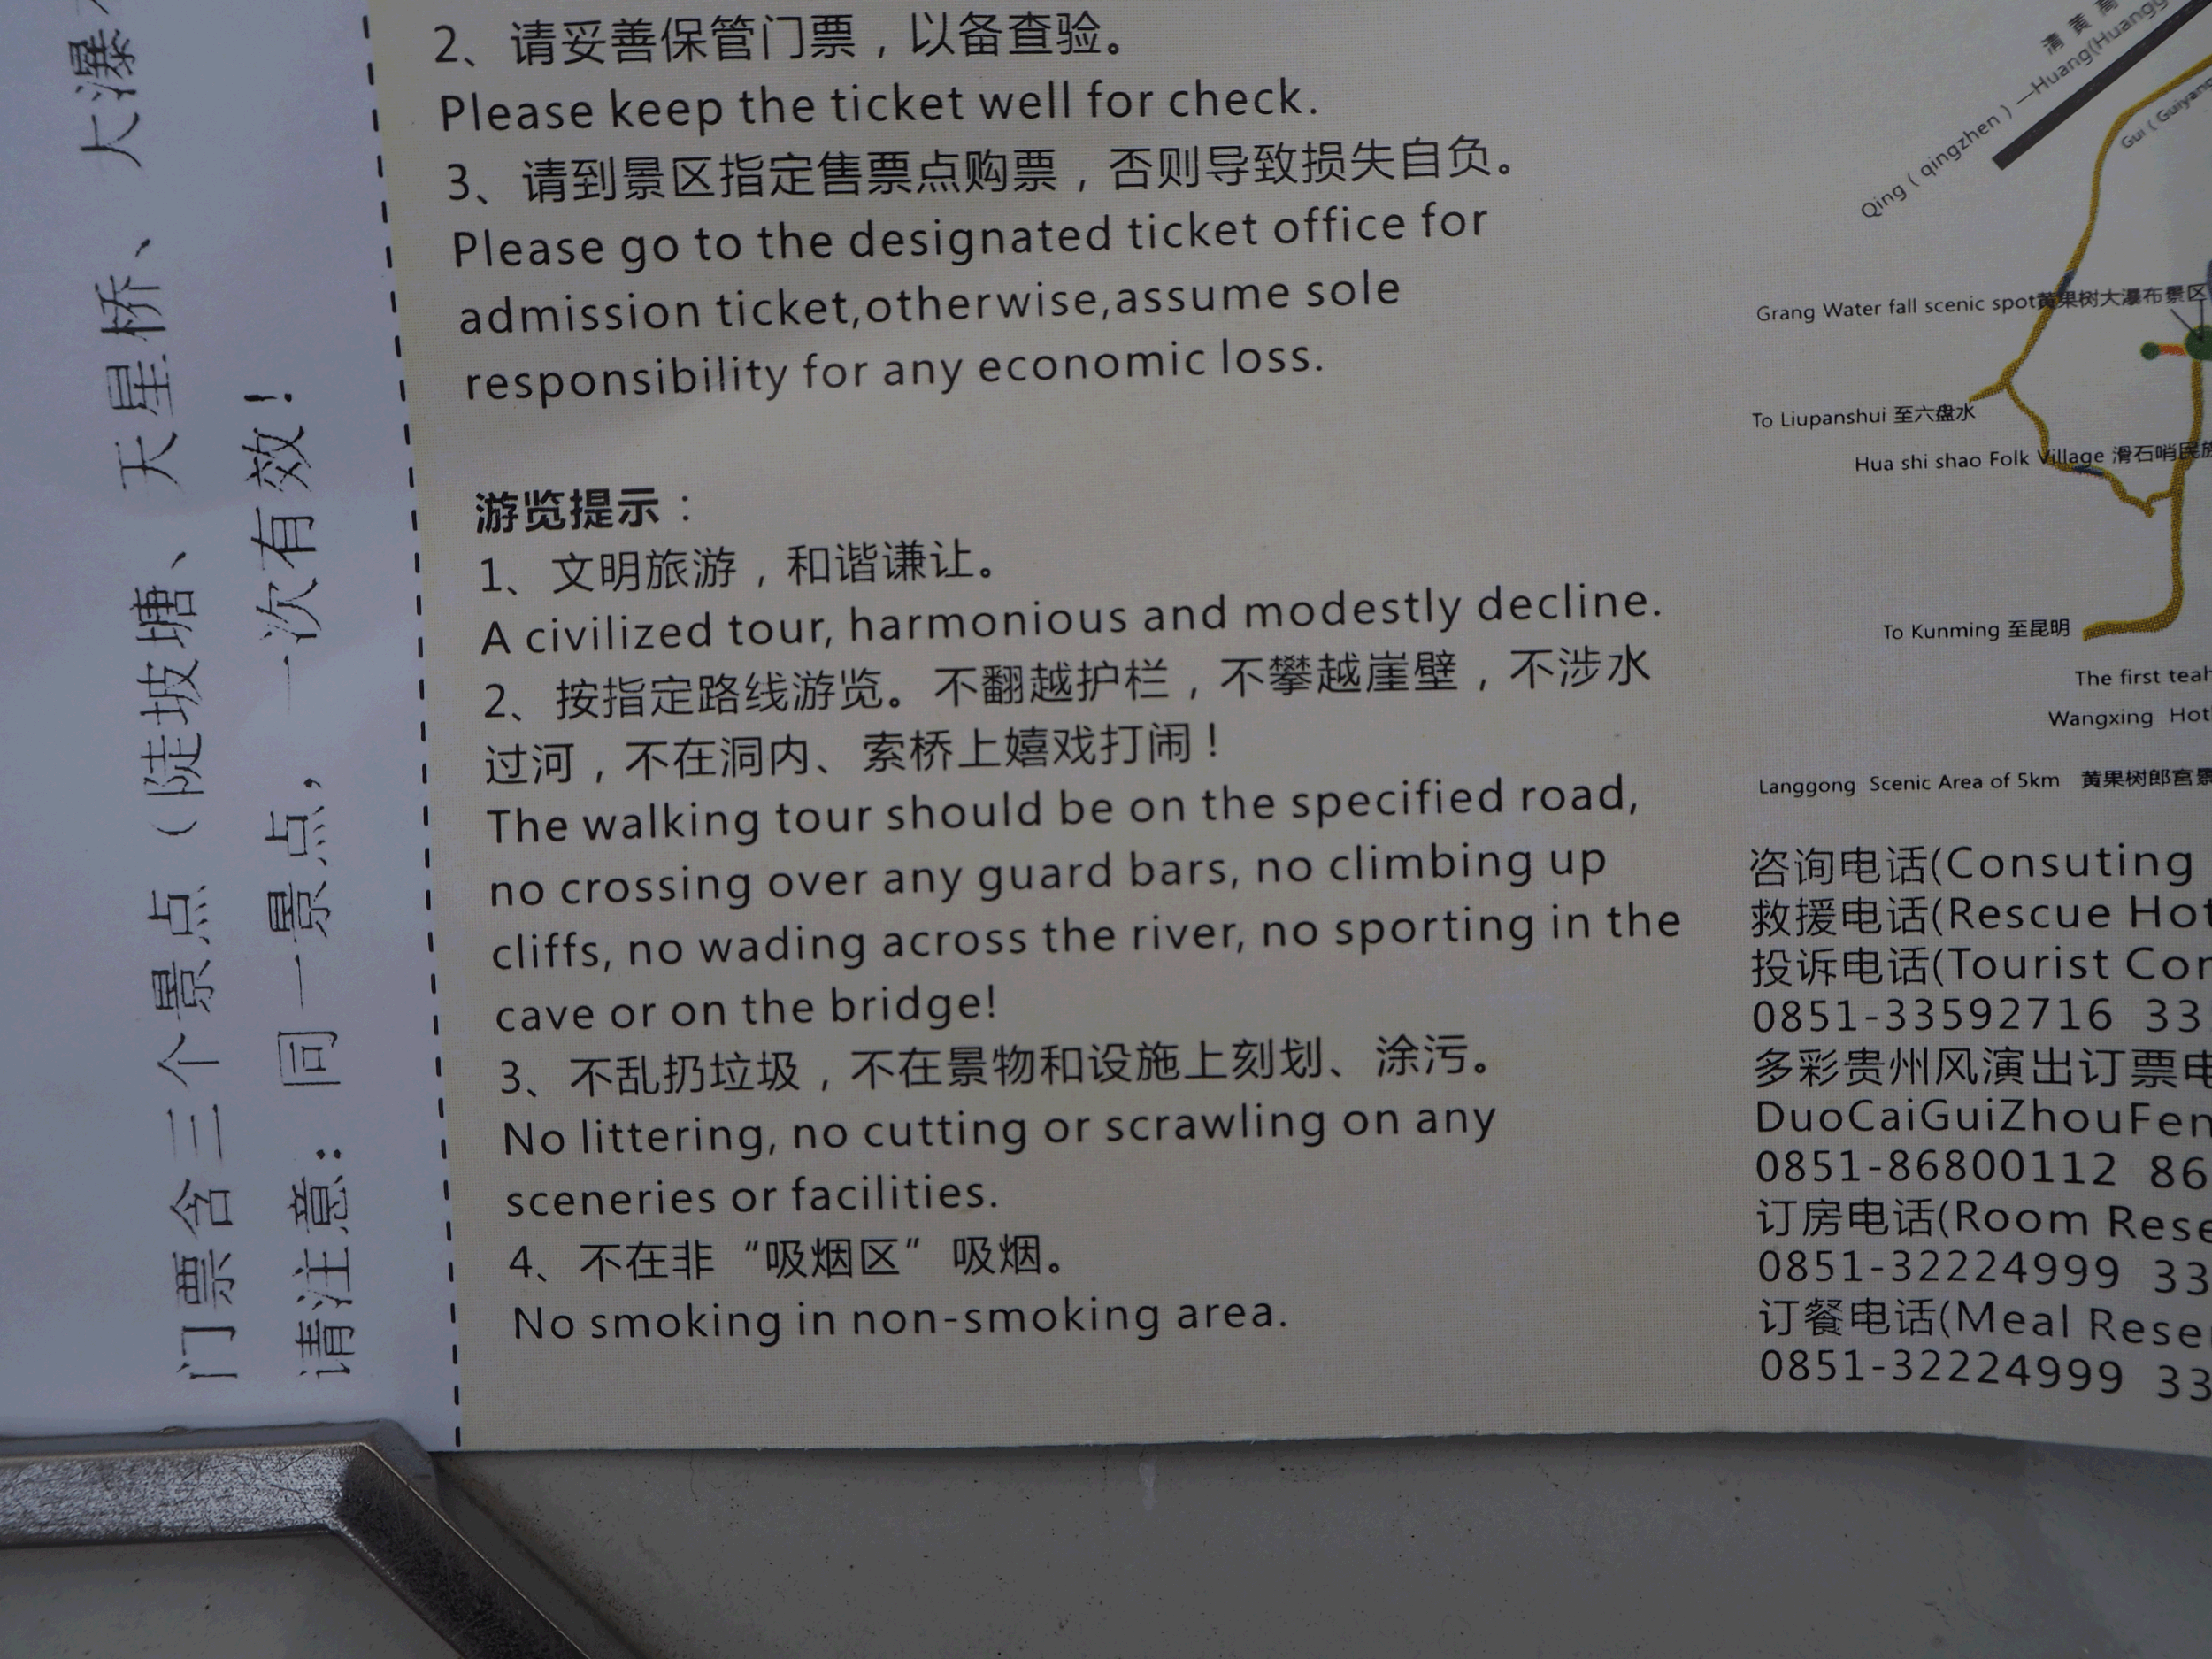 门票含三个景点（陡坡塘、天星桥、大瀑
请注意：同一景点，一次有效！
2、请妥善保管门票，以备查验。
Please keep the ticket well for check.
3、请到景区指定售票点购票，否则导致损失自负。
Please go to the designated ticket office for
admission ticket,otherwise,assume sole
responsibility for any economic loss.
游览提示：
1、文明旅游，和谐谦让。
A civilized tour, harmonious and modestly decline.
2、按指定路线游览。不翻越护栏，不攀越崖壁，不涉水
过河，不在洞内、索桥上嬉戏打闹！
The walking tour should be on the specified road,
no crossing over any guard bars, no climbing up
cliffs, no wading across the river, no sporting in the
cave or on the bridge!
3、不乱扔垃圾，不在景物和设施上刻划、涂污。
No littering, no cutting or scrawling on any
sceneries or facilities.
4、不在非“吸烟区”吸烟。
No smoking in non-smoking area.
清黄高
Qing（qingzhen）—Huang(Huangg
Gui（Guiyang
Grang Water fall scenic spot黄果树大瀑布景区
To Liupanshui 至六盘水
Hua shi shao Folk Village 滑石哨民族
To Kunming 至昆明
The first teah
Wangxing Hot
Langgong Scenic Area of 5km 黄果树郎宫景
咨询电话(Consuting
救援电话(Rescue Hot
投诉电话(Tourist Com
0851-33592716 33
多彩贵州风演出订票电
DuoCaiGuiZhouFen
0851-86800112 86
订房电话(Room Rese
0851-32224999 33
订餐电话(Meal Rese
0851-32224999 33